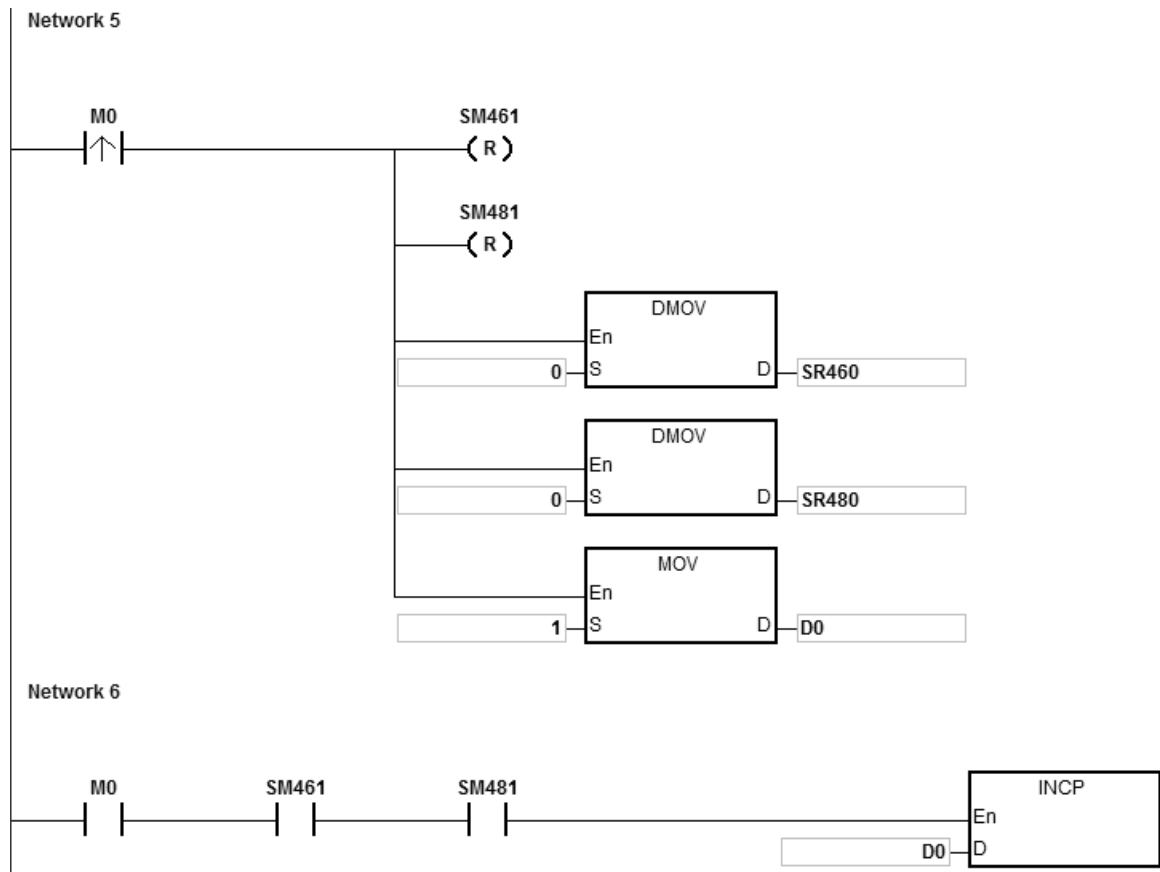 Network 5
M0 SM461
( R )
SM481
( R )
DMOV
En
0 S D SR460
DMOV
En
0 S D SR480
MOV
En
1 S D D0
Network 6
M0 SM461 SM481 INCP
En
D0 D